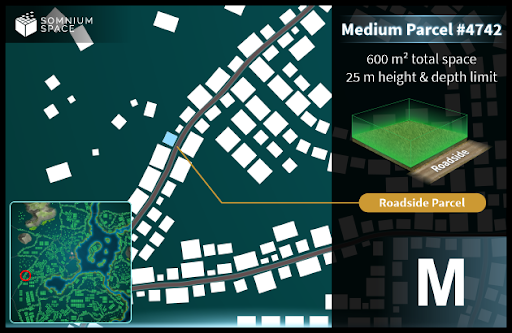 SOMNIUM
SPACE
Medium Parcel #4742
600 m² total space
25 m height & depth limit
Roadside
Roadside Parcel
M